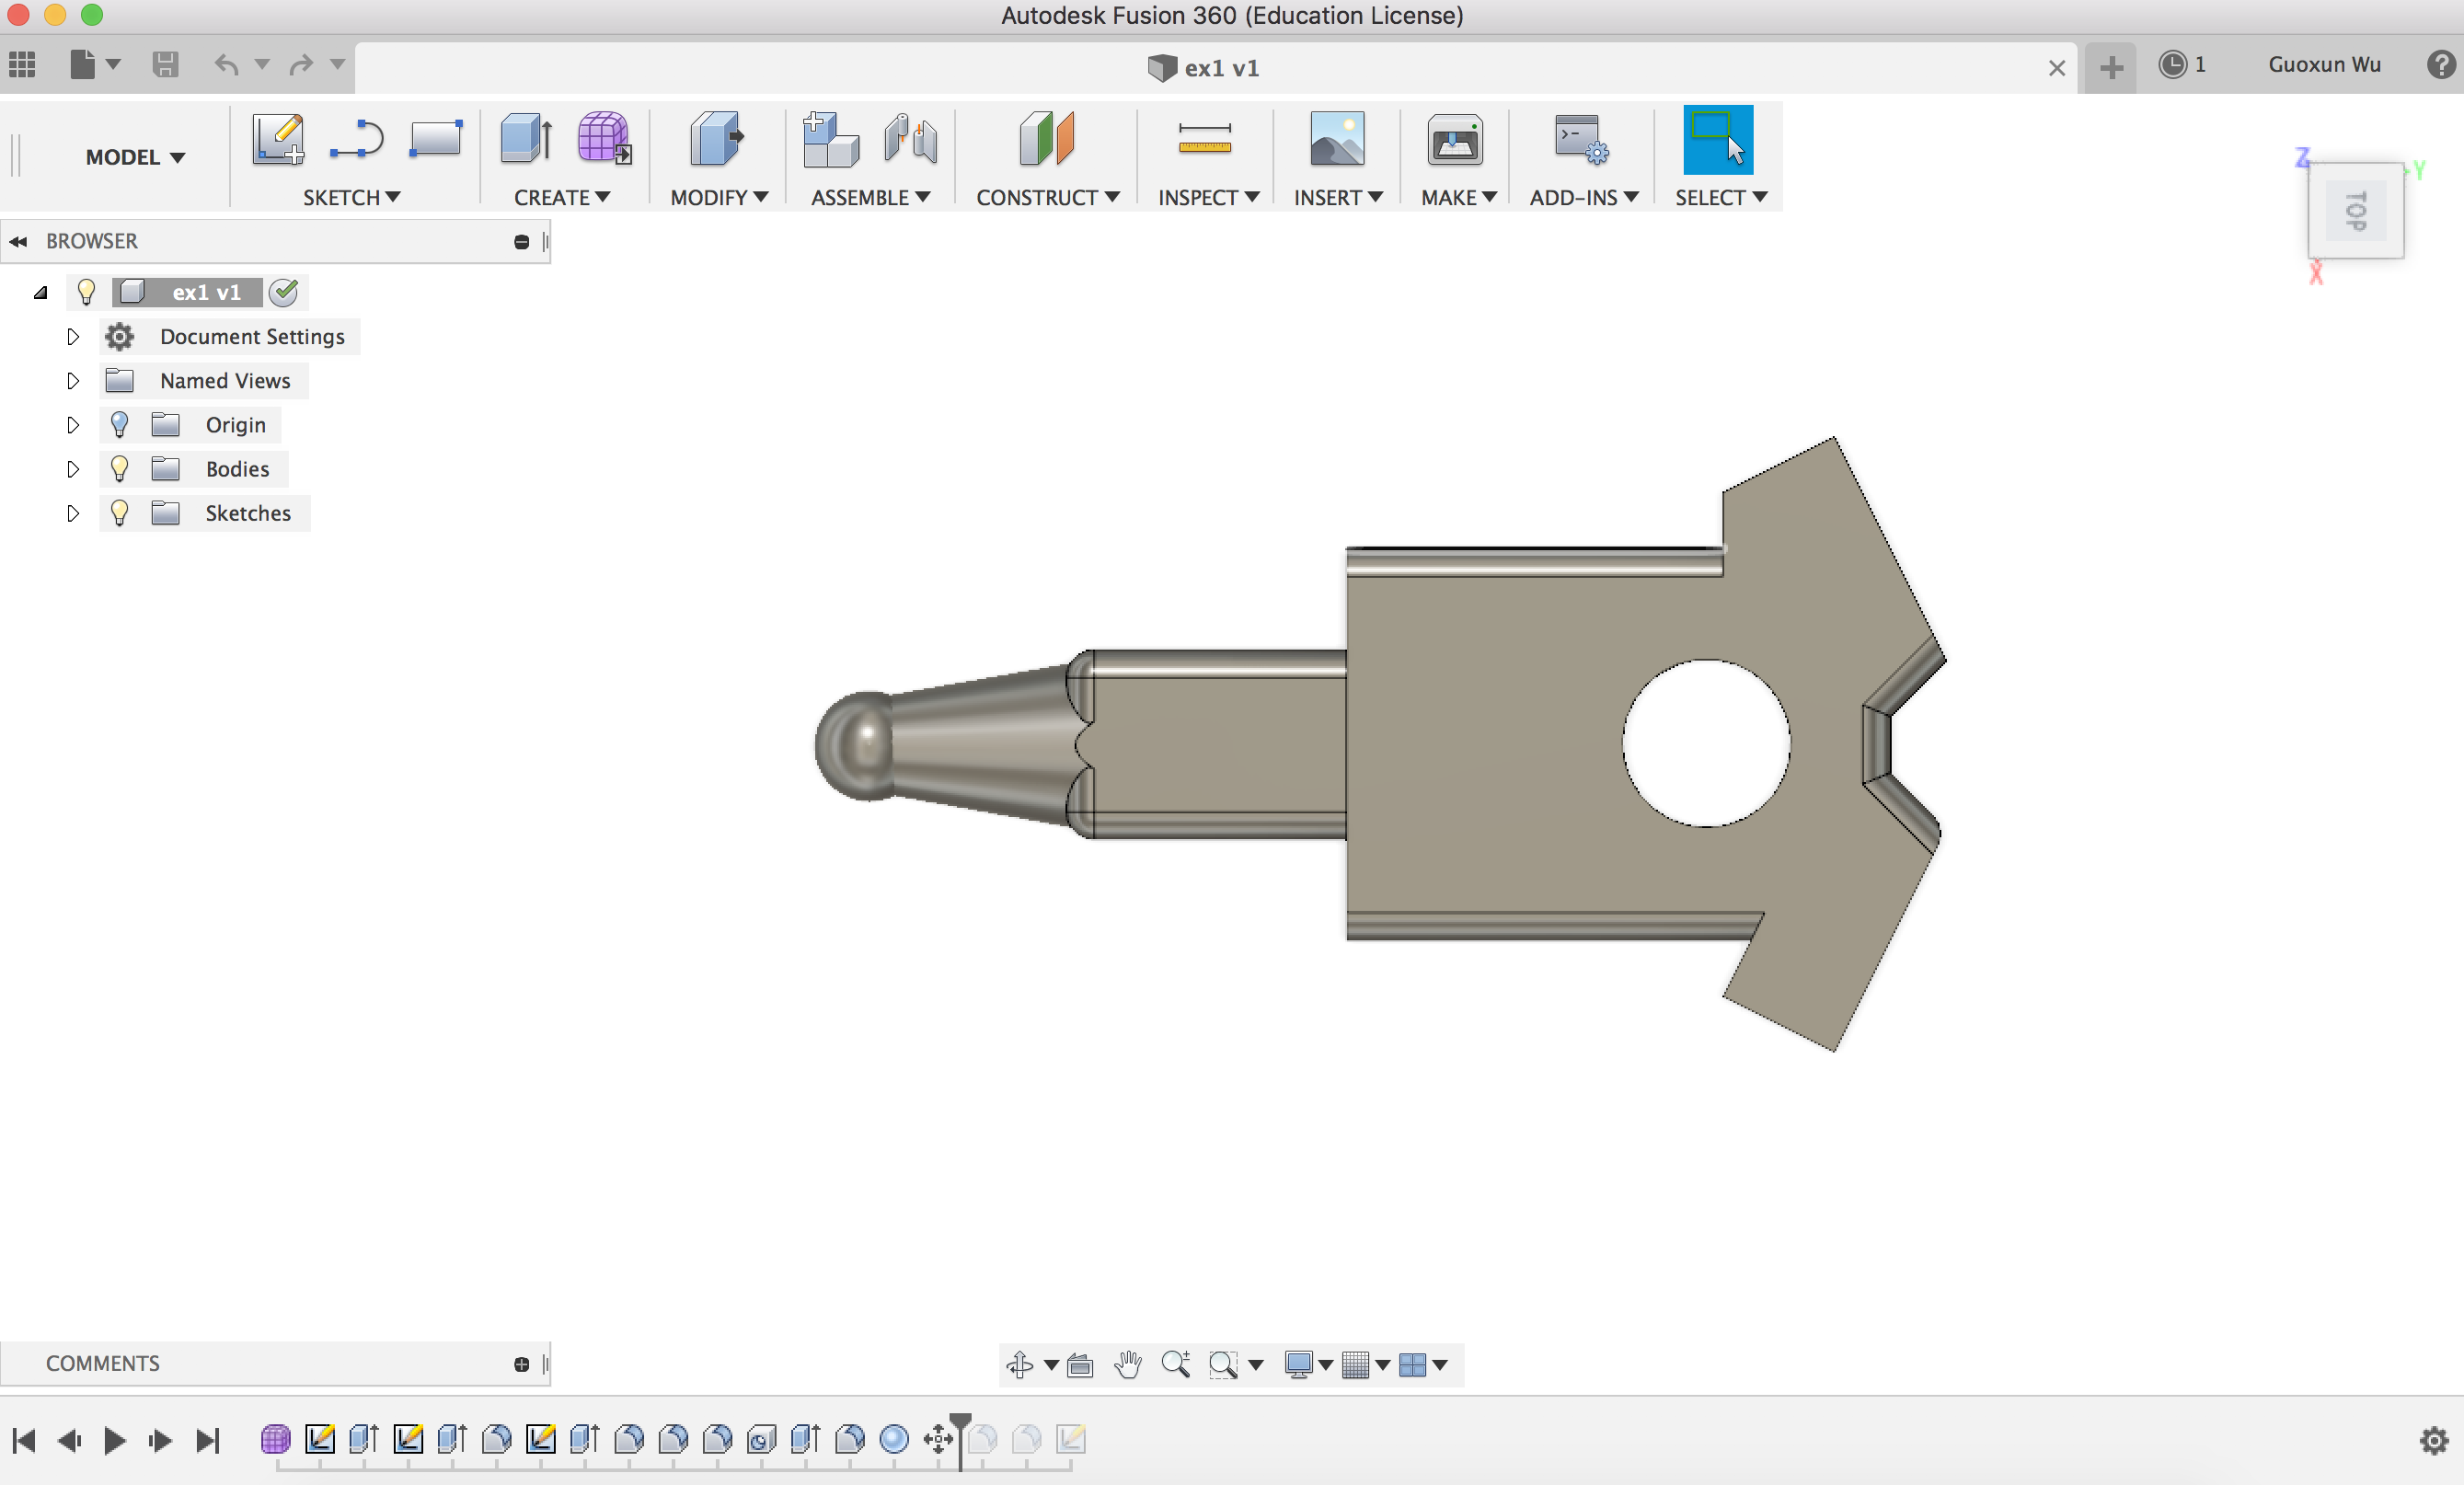 Autodesk Fusion 360 (Education License)
ex1 v1
1
Guoxun Wu
?
MODEL
SKETCH
CREATE
MODIFY
ASSEMBLE
CONSTRUCT
INSPECT
INSERT
MAKE
ADD-INS
SELECT
Z
Y
TOP
X
BROWSER
ex1 v1
Document Settings
Named Views
Origin
Bodies
Sketches
COMMENTS